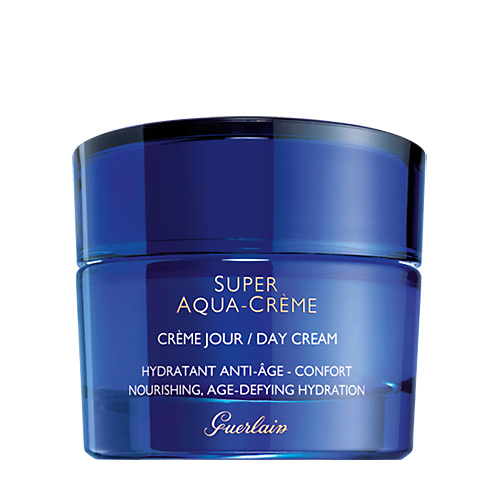 SUPER
AQUA-CRÈME
CRÈME JOUR / DAY CREAM
HYDRATANT ANTI-ÂGE - CONFORT
NOURISHING, AGE-DEFYING HYDRATION
Guerlain